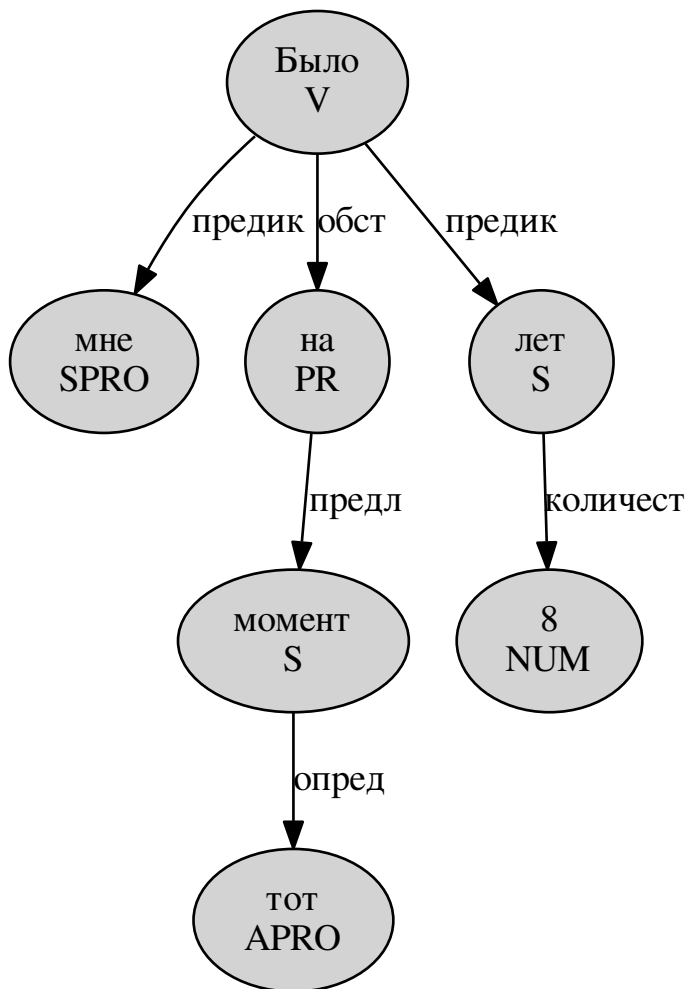 Было
V
предик
обст
предик
мне
SPRO
на
PR
лет
S
предл
количест
момент
S
8
NUM
опред
тот
APRO